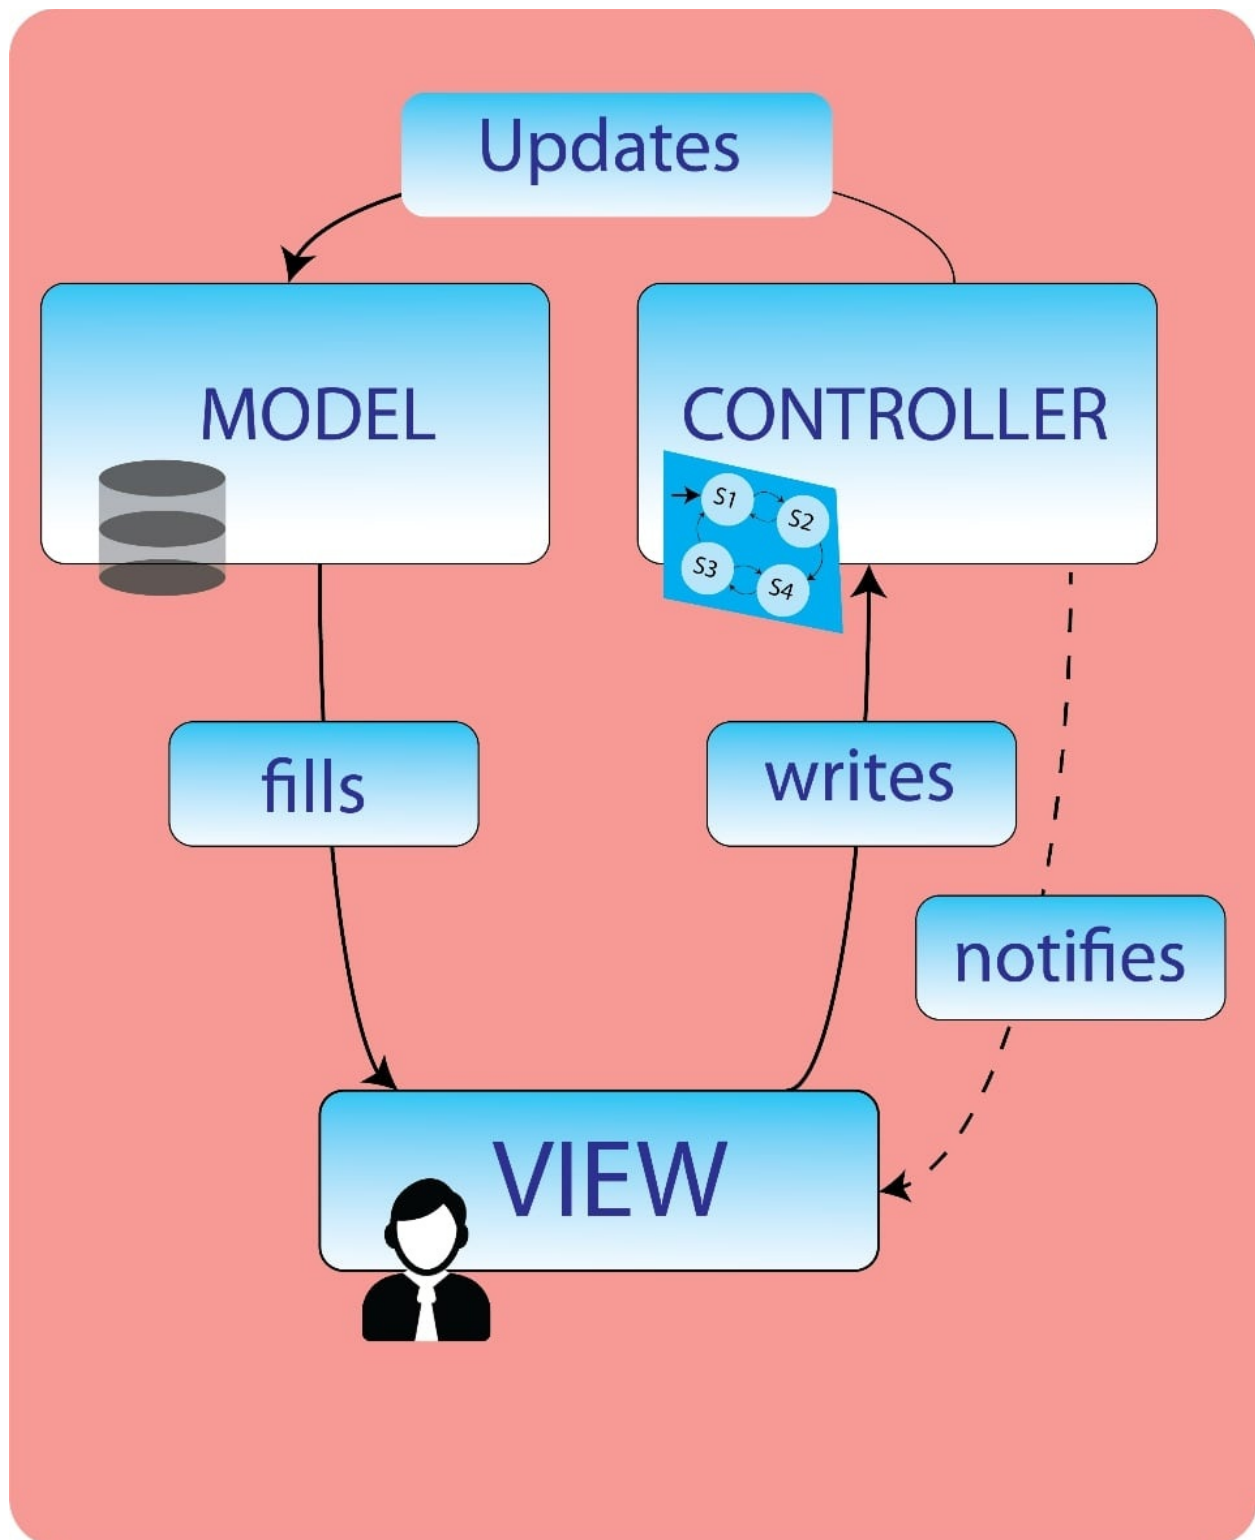 Updates
MODEL
CONTROLLER
S1
S2
S3
S4
fills
writes
notifies
VIEW